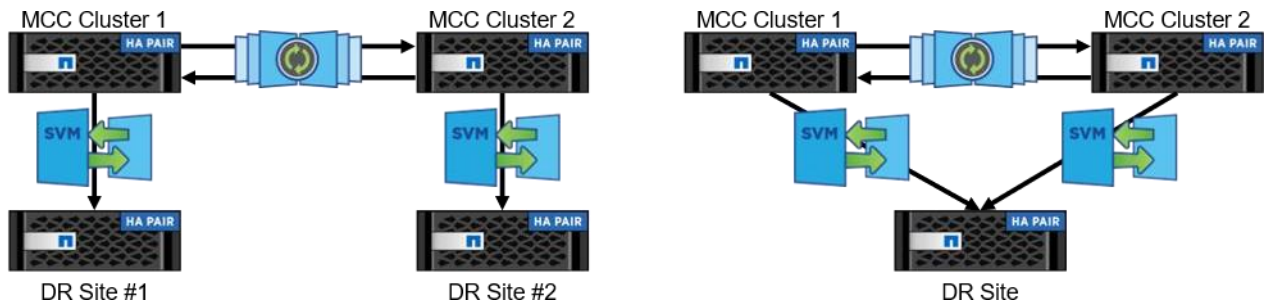 MCC Cluster 1
MCC Cluster 2
HA PAIR
HA PAIR
SVM
SVM
HA PAIR
HA PAIR
DR Site #1
DR Site #2
MCC Cluster 1
MCC Cluster 2
HA PAIR
HA PAIR
SVM
SVM
HA PAIR
DR Site